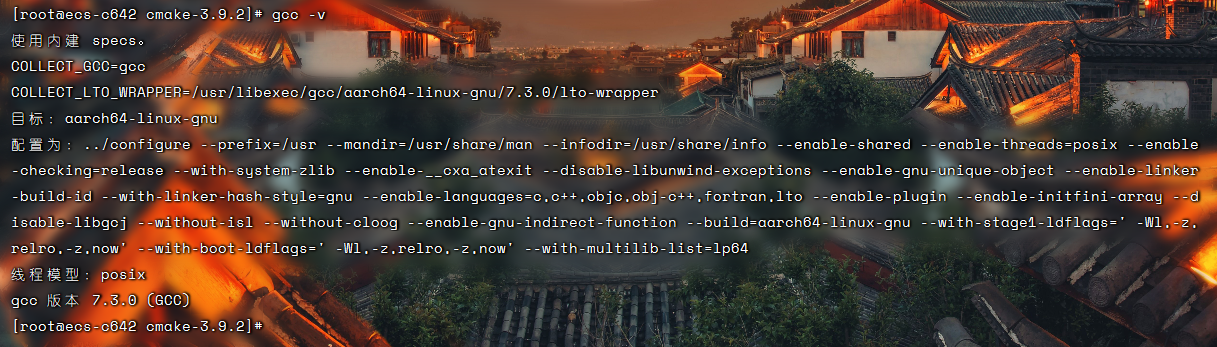 [root@ecs-c642 cmake-3.9.2]# gcc -v
使用内建 specs。
COLLECT_GCC=gcc
COLLECT_LTO_WRAPPER=/usr/libexec/gcc/aarch64-linux-gnu/7.3.0/lto-wrapper
目标：aarch64-linux-gnu
配置为：../configure --prefix=/usr --mandir=/usr/share/man --infodir=/usr/share/info --enable-shared --enable-threads=posix --enable
-checking=release --with-system-zlib --enable-__cxa_atexit --disable-libunwind-exceptions --enable-gnu-unique-object --enable-linker
-build-id --with-linker-hash-style=gnu --enable-languages=c,c++,objc,obj-c++,fortran,lto --enable-plugin --enable-initfini-array --d
isable-libgcj --without-isl --without-cloog --enable-gnu-indirect-function --build=aarch64-linux-gnu --with-stage1-ldflags=' -Wl,-z,
relro,-z,now' --with-boot-ldflags=' -Wl,-z,relro,-z,now' --with-multilib-list=lp64
线程模型：posix
gcc 版本 7.3.0 (GCC)
[root@ecs-c642 cmake-3.9.2]#